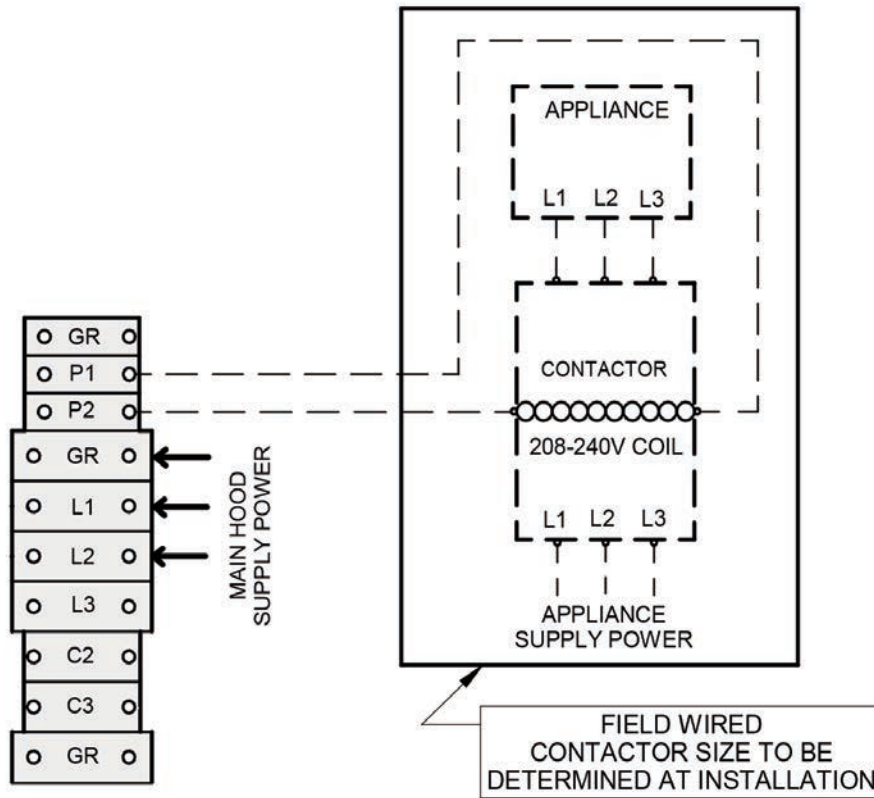 APPLIANCE
L1 L2 L3
CONTACTOR
208-240V COIL
L1 L2 L3
APPLIANCE
SUPPLY POWER
GR
P1
P2
GR
L1
L2
L3
C2
C3
GR
MAIN HOOD
SUPPLY POWER
FIELD WIRED
CONTACTOR SIZE TO BE
DETERMINED AT INSTALLATION